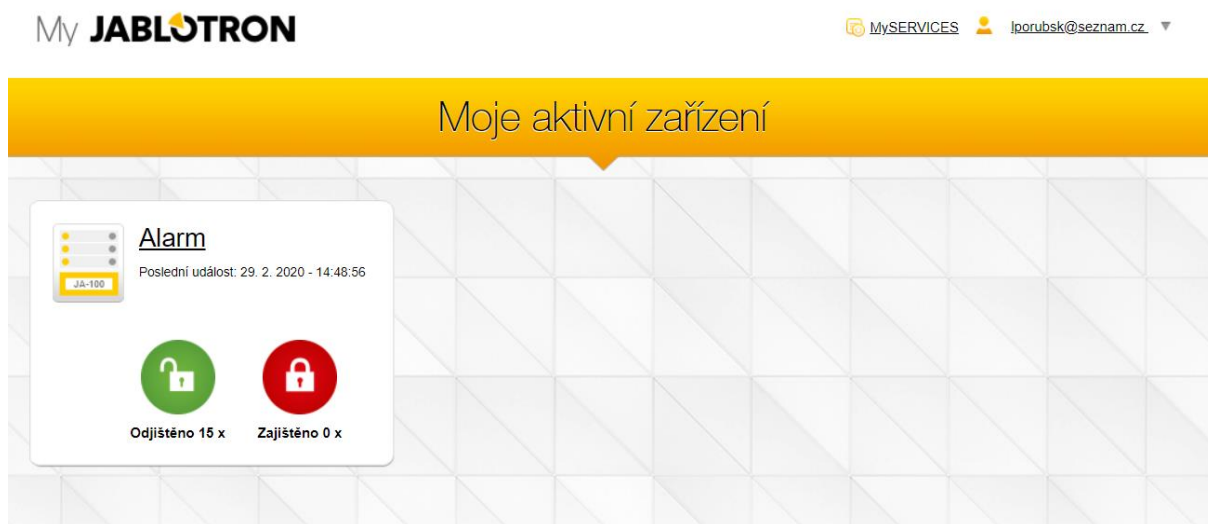 My JABLOTRON
MySERVICES lporubsk@seznam.cz
Moje aktivní zařízení
Alarm
Poslední událost: 29. 2. 2020 - 14:48:56
JA-100
Odjištěno 15 x Zajištěno 0 x